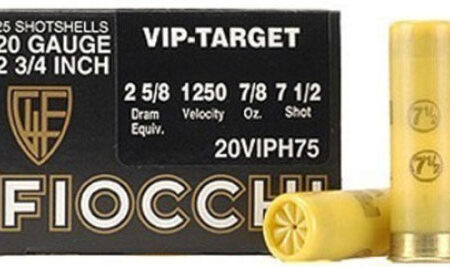 25 SHOTSHELLS
20 GAUGE
2 3/4 INCH
VIP-TARGET
2 5/8 1250 7/8 7 1/2
Dram Equiv. Velocity Oz. Shot
20VIPH75
FIOCCHI
7½
7½